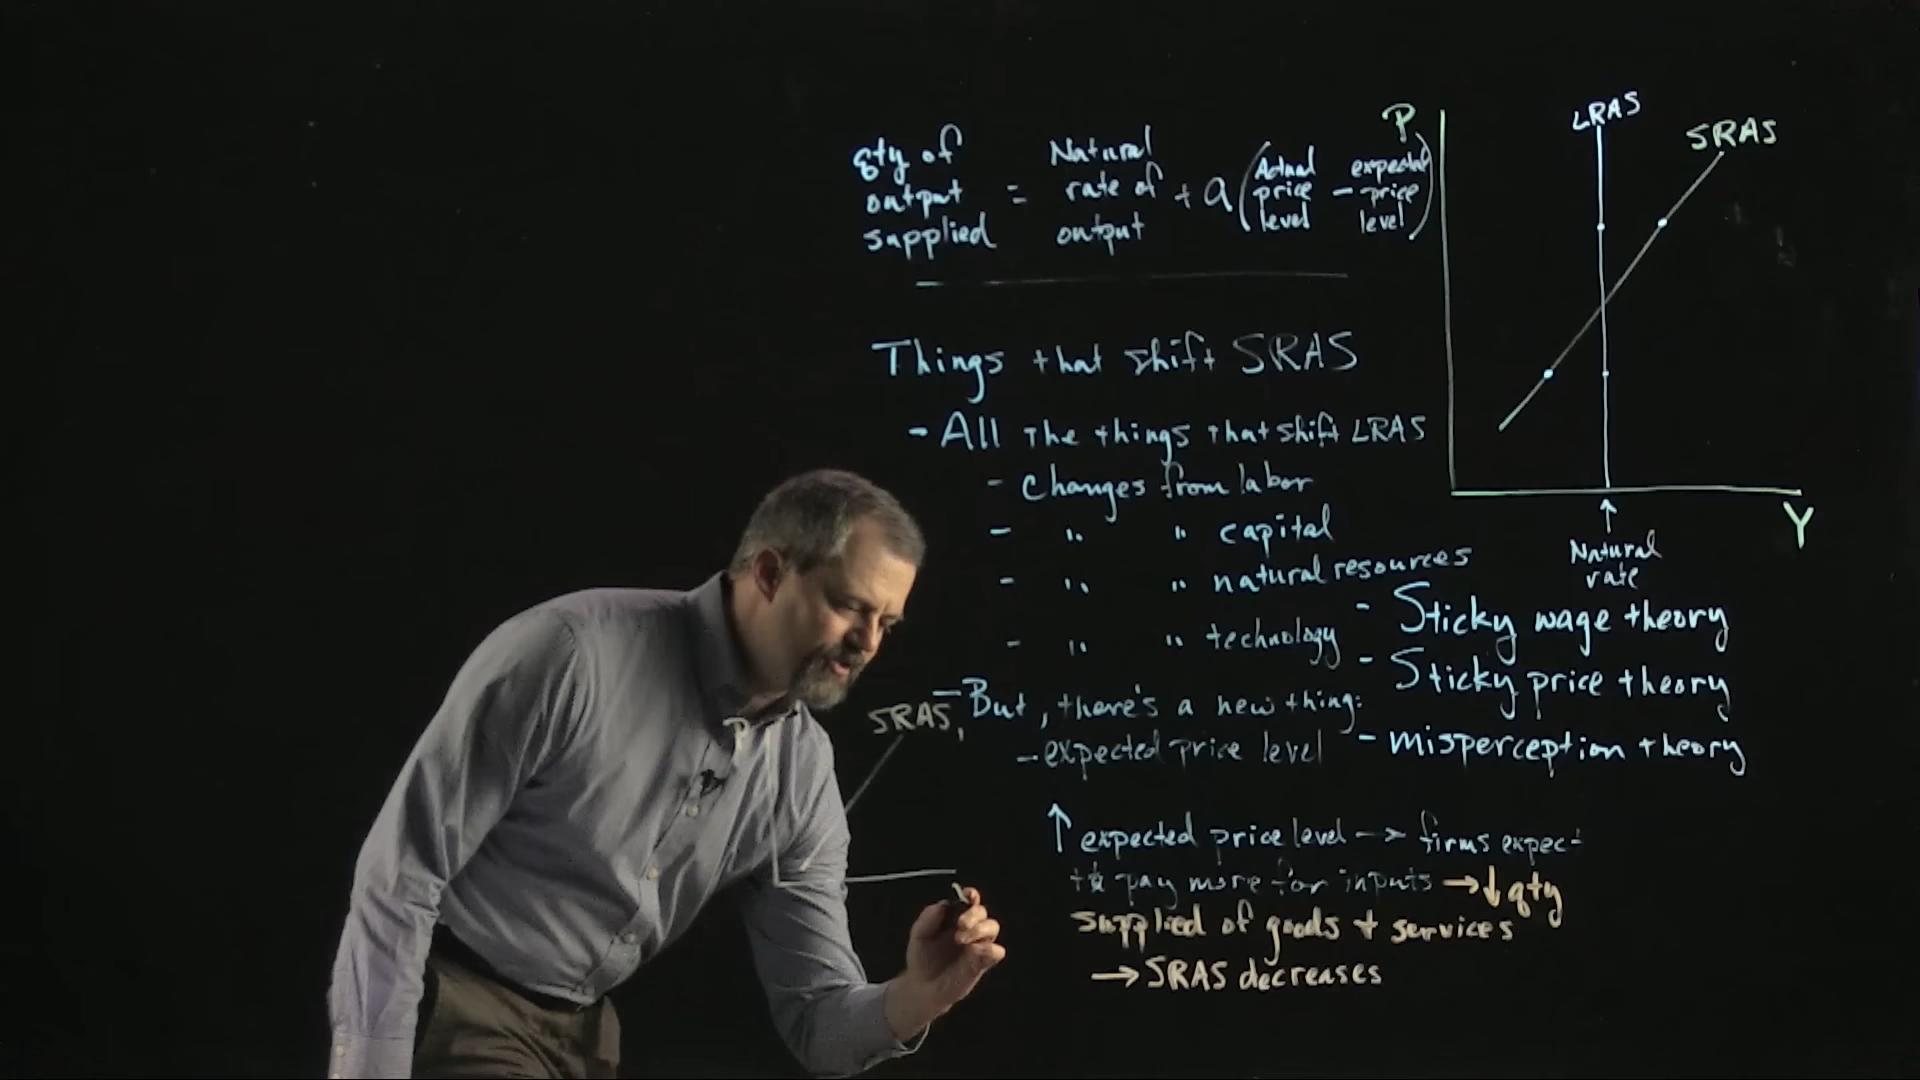 qty of output supplied = Natural rate of output + a (Actual price level - expected price level)
P
LRAS
SRAS
Y
↑
Natural
rate
Things that shift SRAS
- All the things that shift LRAS
- Changes from labor
- " " capital
- " " natural resources
- " " technology
- But, there's a new thing:
- expected price level
- Sticky wage theory
- Sticky price theory
- misperception theory
P
SRAS,
↑ expected price level → firms expect
to pay more for inputs → ↓ qty
supplied of goods + services
→ SRAS decreases